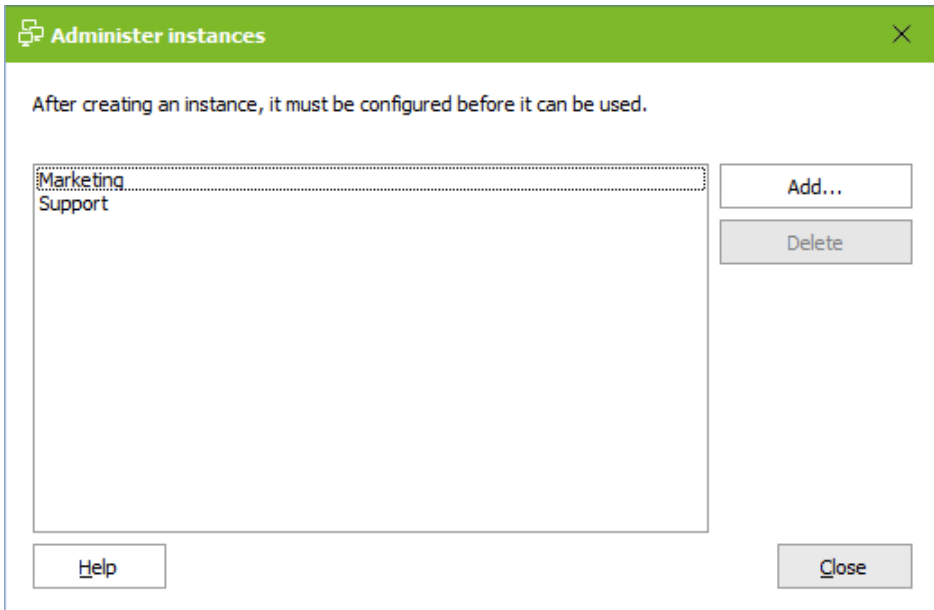 Administer instances
After creating an instance, it must be configured before it can be used.
Marketing
Support
Add...
Delete
Help
Close